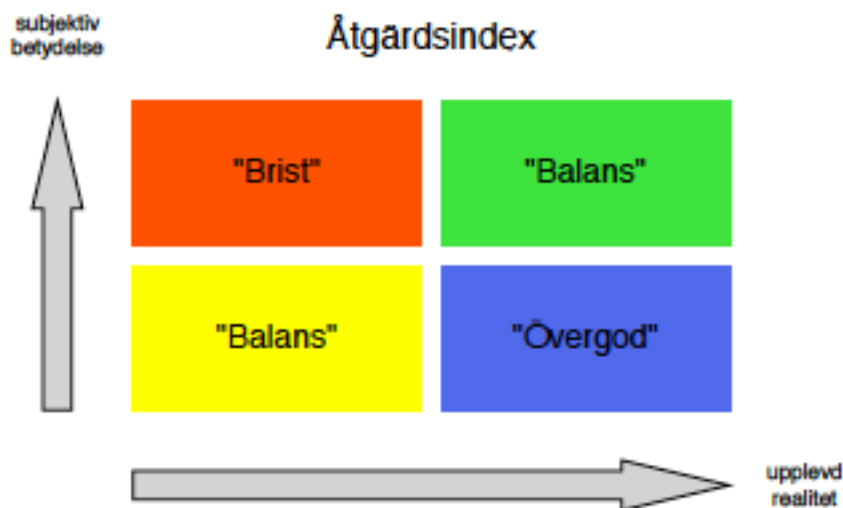 subjektiv
betydelse
Åtgärdsindex
"Brist"
"Balans"
"Balans"
"Övergod"
upplevd
realitet